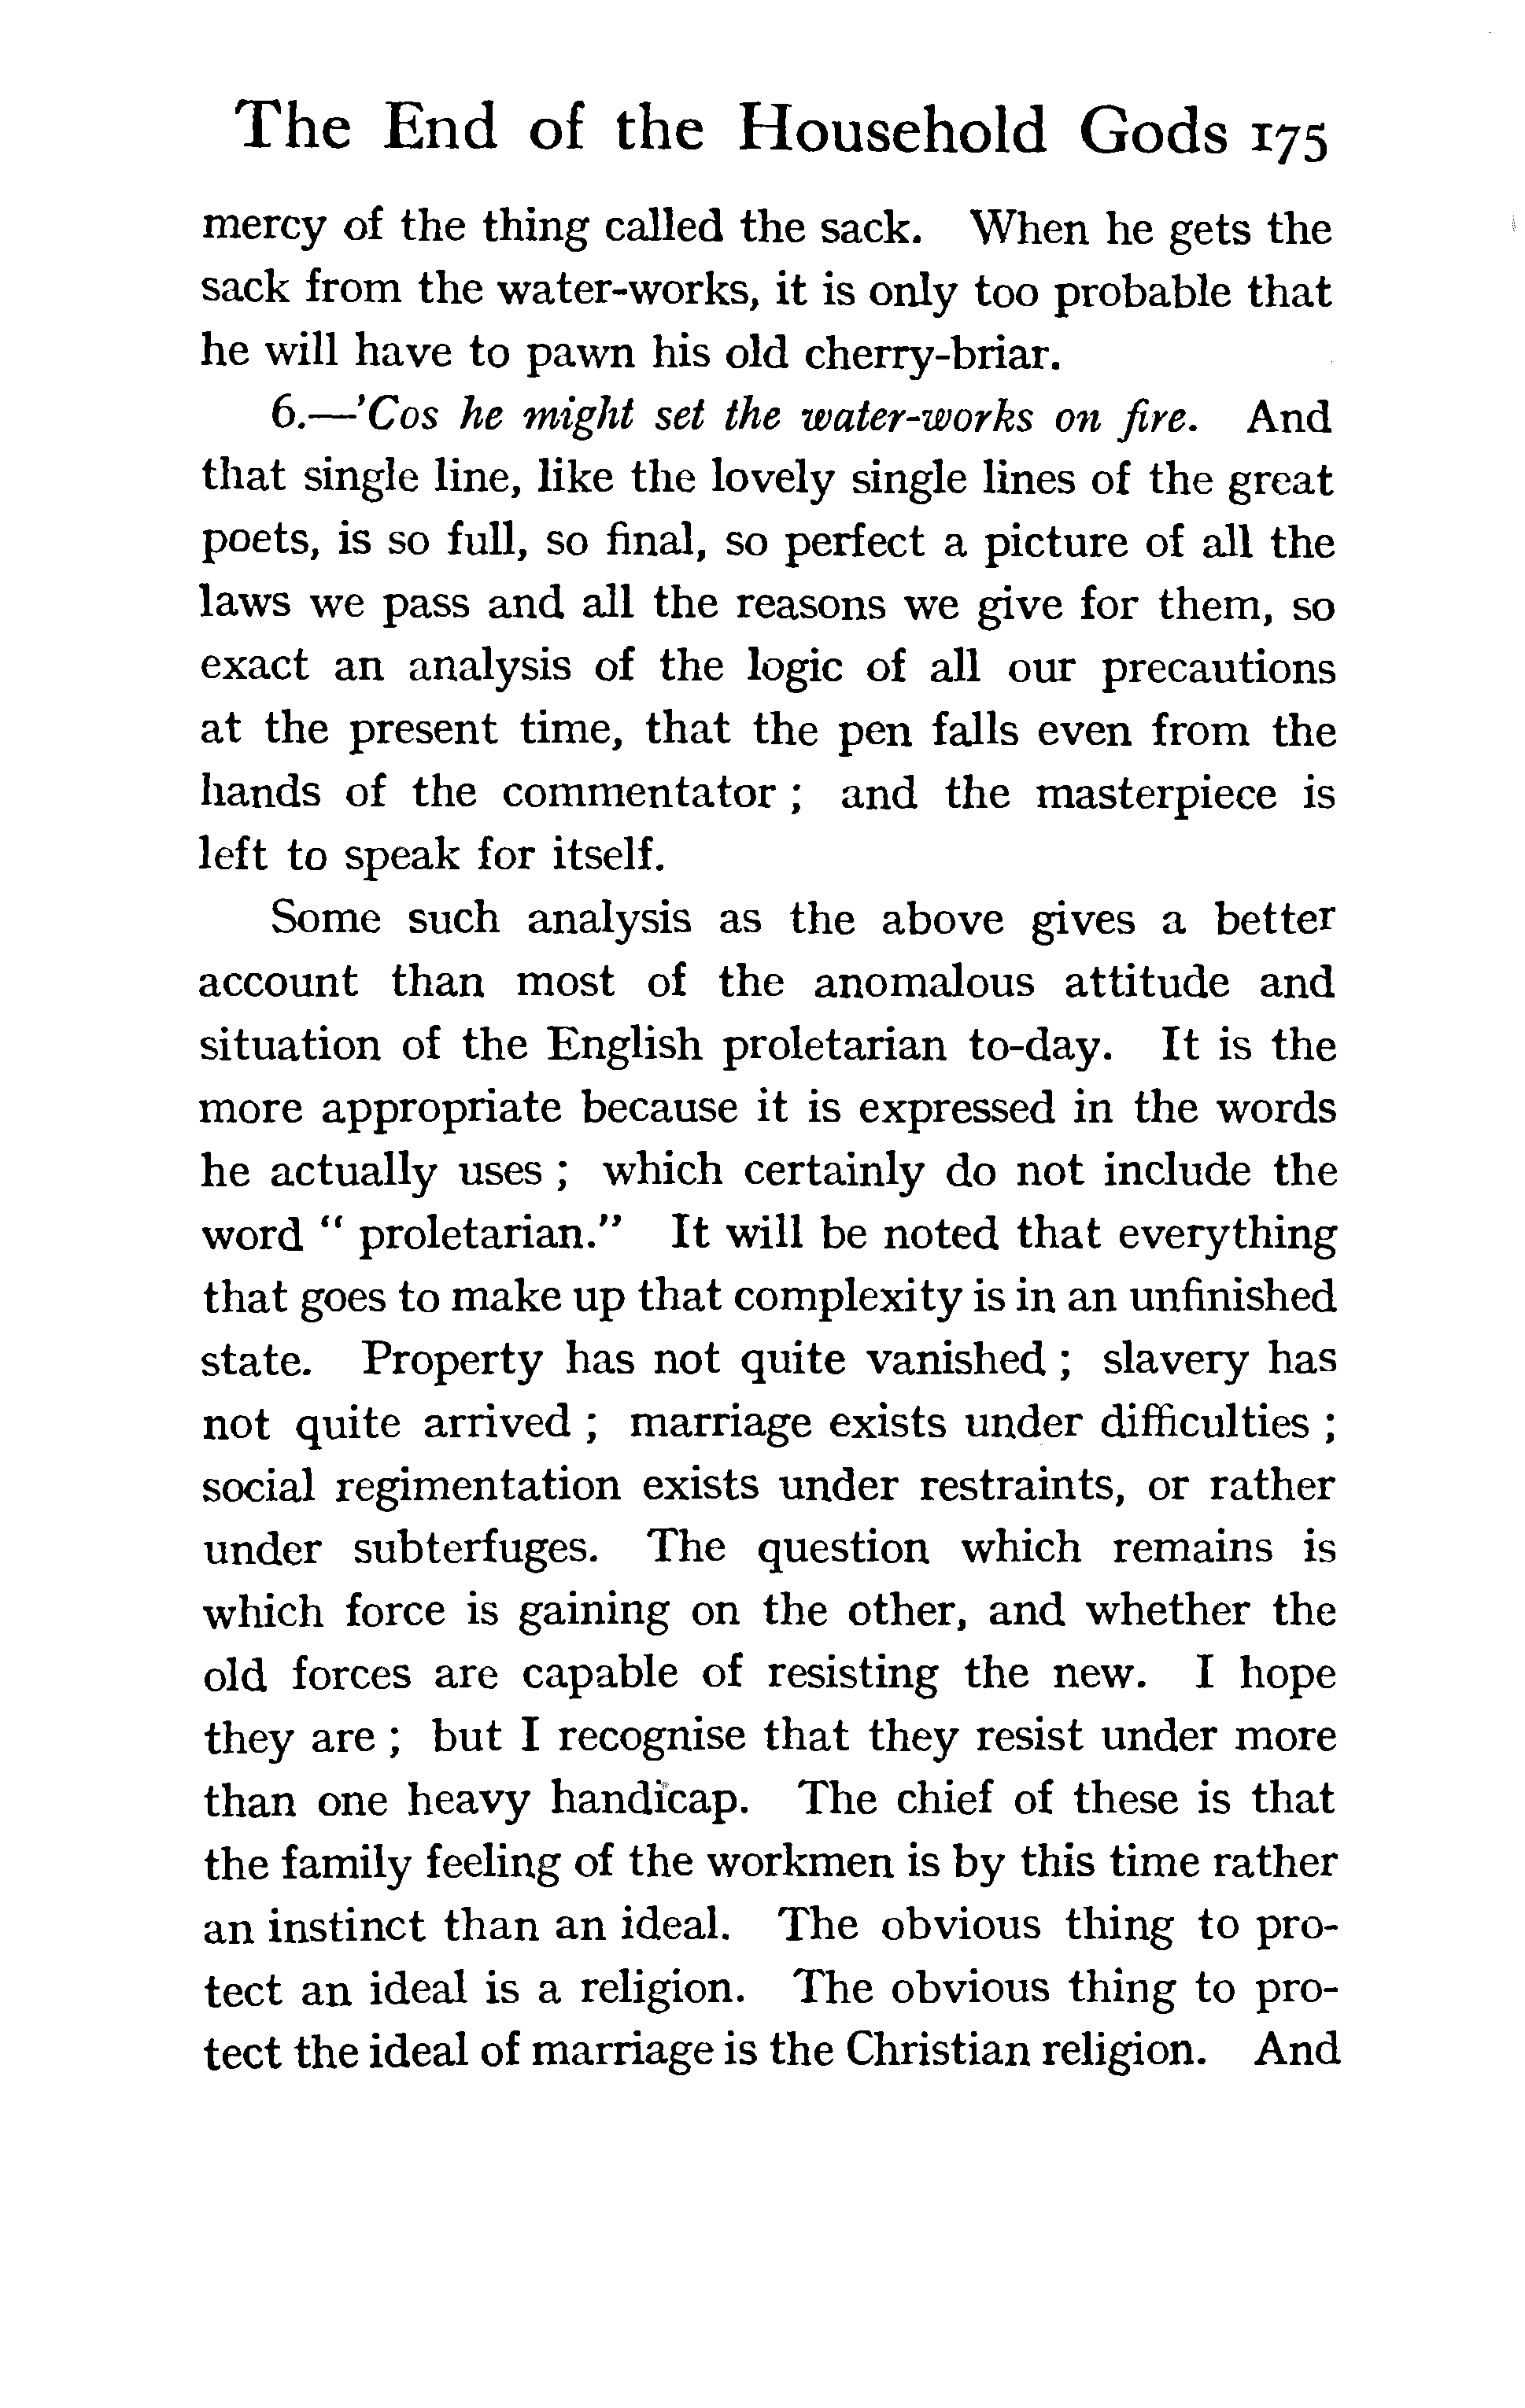 The End of the Household Gods 175
mercy of the thing called the sack. When he gets the
sack from the water-works, it is only too probable that
he will have to pawn his old cherry-briar.
6.—'Cos he might set the water-works on fire. And
that single line, like the lovely single lines of the great
poets, is so full, so final, so perfect a picture of all the
laws we pass and all the reasons we give for them, so
exact an analysis of the logic of all our precautions
at the present time, that the pen falls even from the
hands of the commentator ; and the masterpiece is
left to speak for itself.
Some such analysis as the above gives a better
account than most of the anomalous attitude and
situation of the English proletarian to-day. It is the
more appropriate because it is expressed in the words
he actually uses ; which certainly do not include the
word " proletarian." It will be noted that everything
that goes to make up that complexity is in an unfinished
state. Property has not quite vanished ; slavery has
not quite arrived ; marriage exists under difficulties ;
social regimentation exists under restraints, or rather
under subterfuges. The question which remains is
which force is gaining on the other, and whether the
old forces are capable of resisting the new. I hope
they are ; but I recognise that they resist under more
than one heavy handicap. The chief of these is that
the family feeling of the workmen is by this time rather
an instinct than an ideal. The obvious thing to pro-
tect an ideal is a religion. The obvious thing to pro-
tect the ideal of marriage is the Christian religion. And